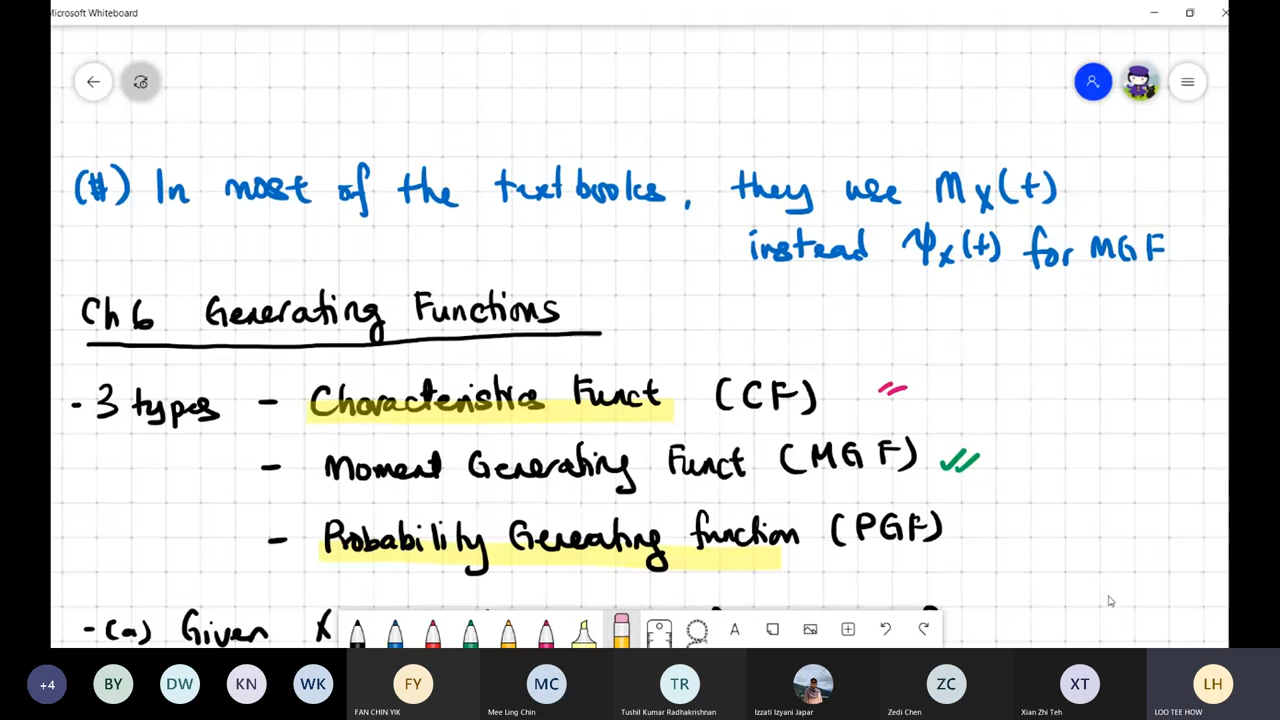 Microsoft Whiteboard
(#) In most of the textbooks, they use Mx(t)
instead ψx(t) for MGF
Ch 6 Generating Functions
- 3 types - Characteristics Funct (CF)
- Moment Generating Funct (MGF)
- Probability Generating function (PGF)
- (a) Given X
+4 BY DW KN WK FY MC TR ZC XT LH
FAN CHIN YIK Mee Ling Chin Tushil Kumar Radhakrishnan Izzati Izyani Japar Zedi Chen Xian Zhi Teh LOO TEE HOW